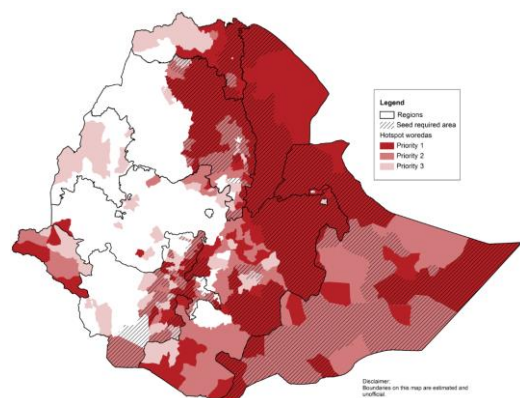 Legend
Regions
Seed required area
Hotspot woredas
Priority 1
Priority 2
Priority 3
Disclaimer:
Boundaries on this map are estimated and
unofficial.